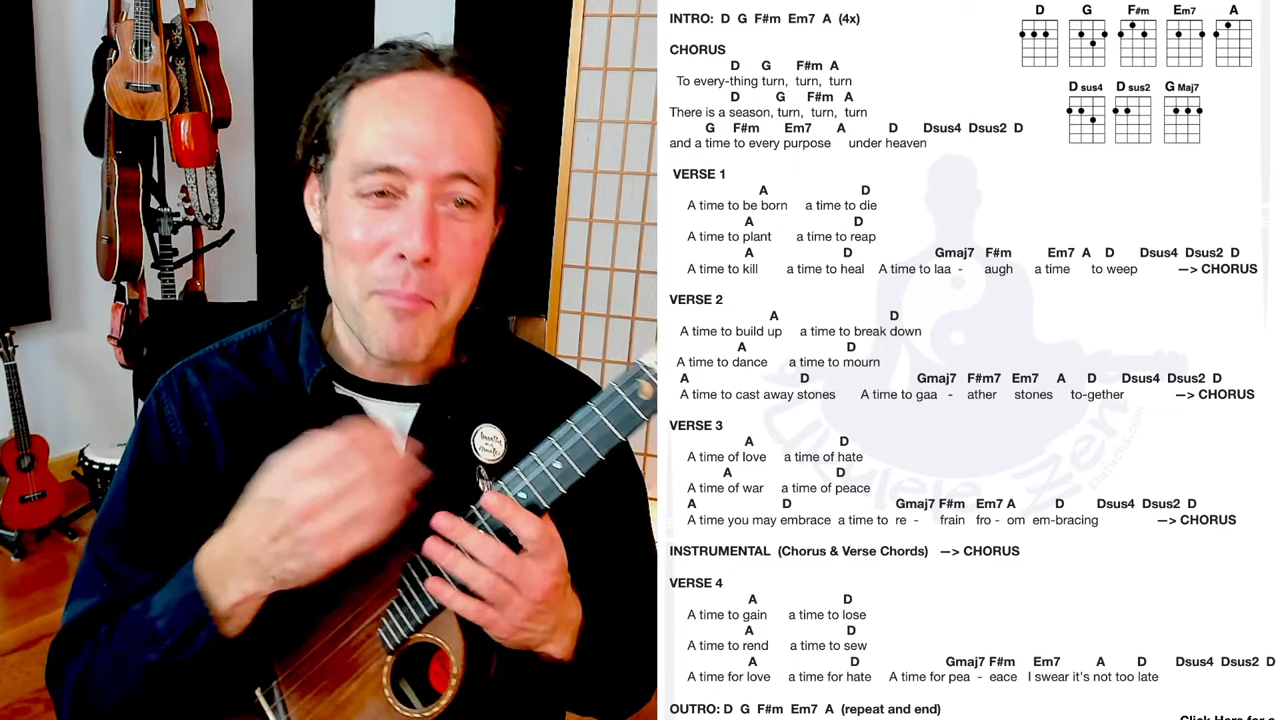 INTRO: D G F#m Em7 A (4x)
D G F#m Em7 A
CHORUS
D G F#m A
To every-thing turn, turn, turn
D G F#m A
There is a season, turn, turn, turn
D sus4 D sus2 G Maj7
G F#m Em7 A D Dsus4 Dsus2 D
and a time to every purpose under heaven
VERSE 1
A D
A time to be born a time to die
A D
A time to plant a time to reap
A D Gmaj7 F#m Em7 A D Dsus4 Dsus2 D
A time to kill a time to heal A time to laa - augh a time to weep —> CHORUS
VERSE 2
A D
A time to build up a time to break down
A D
A time to dance a time to mourn
A D Gmaj7 F#m7 Em7 A D Dsus4 Dsus2 D
A time to cast away stones A time to gaa - ather stones to-gether —> CHORUS
VERSE 3
A D
A time of love a time of hate
A D
A time of war a time of peace
A D Gmaj7 F#m Em7 A D Dsus4 Dsus2 D
A time you may embrace a time to re - frain fro - om em-bracing —> CHORUS
INSTRUMENTAL (Chorus & Verse Chords) —> CHORUS
VERSE 4
A D
A time to gain a time to lose
A D
A time to rend a time to sew
A D Gmaj7 F#m Em7 A D Dsus4 Dsus2 D
A time for love a time for hate A time for pea - eace I swear it's not too late
OUTRO: D G F#m Em7 A (repeat and end)
Click Here for a
breathe
Ukulele Zen